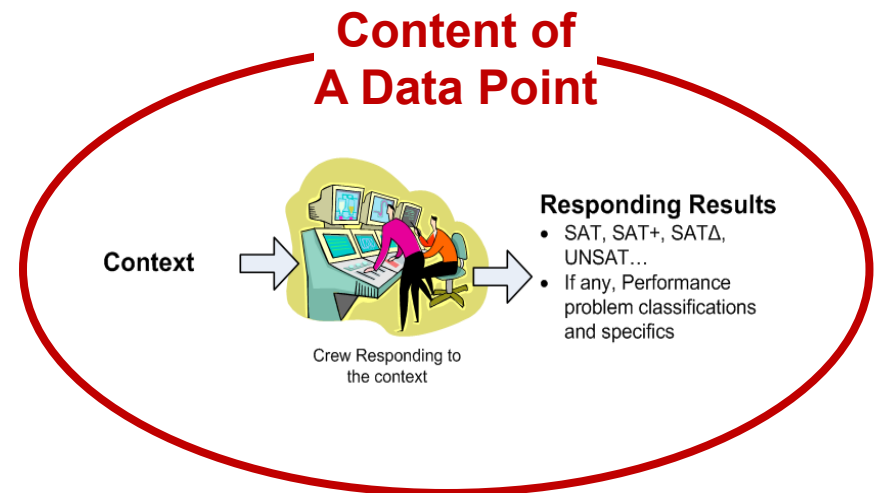 Content of
A Data Point
Context
Crew Responding to
the context
Responding Results
• SAT, SAT+, SATΔ,
UNSAT…
• If any, Performance
problem classifications
and specifics